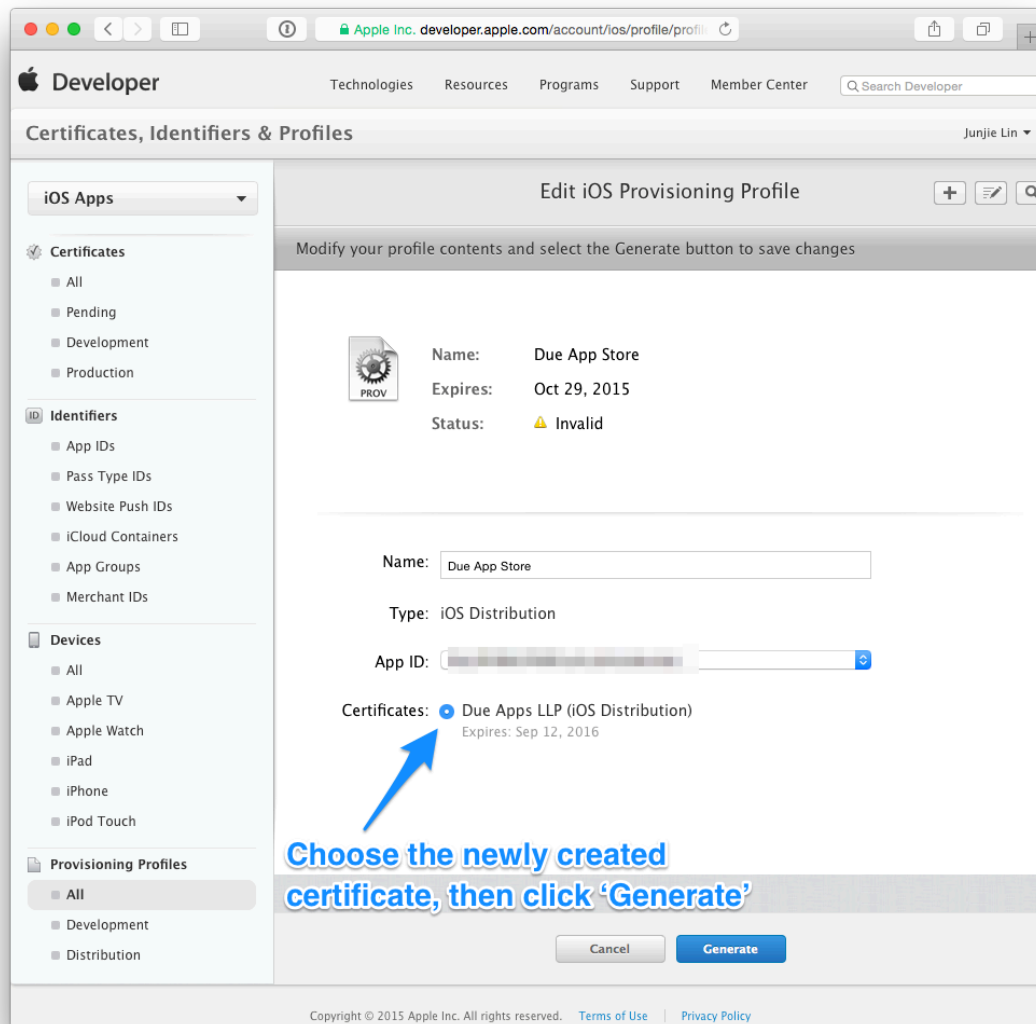 Apple Inc. developer.apple.com/account/ios/profile/profil
Developer
Technologies Resources Programs Support Member Center Search Developer
Certificates, Identifiers & Profiles
Junjie Lin
iOS Apps
Edit iOS Provisioning Profile
Modify your profile contents and select the Generate button to save changes
Certificates
All
Pending
Development
Production
ID Identifiers
App IDs
Pass Type IDs
Website Push IDs
iCloud Containers
App Groups
Merchant IDs
Devices
All
Apple TV
Apple Watch
iPad
iPhone
iPod Touch
Provisioning Profiles
All
Development
Distribution
PROV
Name: Due App Store
Expires: Oct 29, 2015
Status: Invalid
Name: Due App Store
Type: iOS Distribution
App ID:
Certificates: Due Apps LLP (iOS Distribution)
Expires: Sep 12, 2016
Choose the newly created
certificate, then click ‘Generate’
Cancel Generate
Copyright © 2015 Apple Inc. All rights reserved. Terms of Use | Privacy Policy